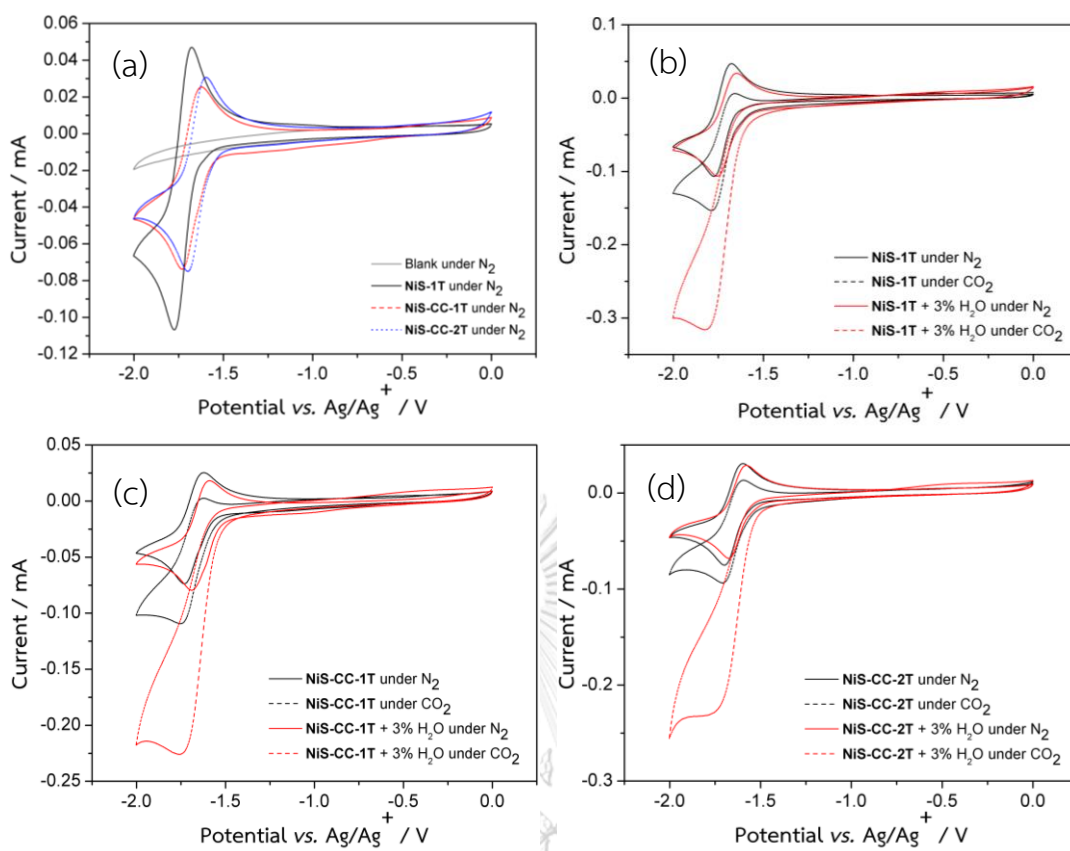 (a)
0.06
0.04
0.02
0.00
-0.02
-0.04
-0.06
-0.08
-0.10
-0.12
Current / mA
Blank under N2
NiS-1T under N2
NiS-CC-1T under N2
NiS-CC-2T under N2
-2.0 -1.5 -1.0 -0.5 0.0
Potential vs. Ag/Ag+ / V
(b)
0.1
0.0
-0.1
-0.2
-0.3
Current / mA
NiS-1T under N2
NiS-1T under CO2
NiS-1T + 3% H2O under N2
NiS-1T + 3% H2O under CO2
-2.0 -1.5 -1.0 -0.5 0.0
Potential vs. Ag/Ag+ / V
(c)
0.05
0.00
-0.05
-0.10
-0.15
-0.20
-0.25
Current / mA
NiS-CC-1T under N2
NiS-CC-1T under CO2
NiS-CC-1T + 3% H2O under N2
NiS-CC-1T + 3% H2O under CO2
-2.0 -1.5 -1.0 -0.5 0.0
Potential vs. Ag/Ag+ / V
(d)
0.1
0.0
-0.1
-0.2
-0.3
Current / mA
NiS-CC-2T under N2
NiS-CC-2T under CO2
NiS-CC-2T + 3% H2O under N2
NiS-CC-2T + 3% H2O under CO2
-2.0 -1.5 -1.0 -0.5 0.0
Potential vs. Ag/Ag+ / V